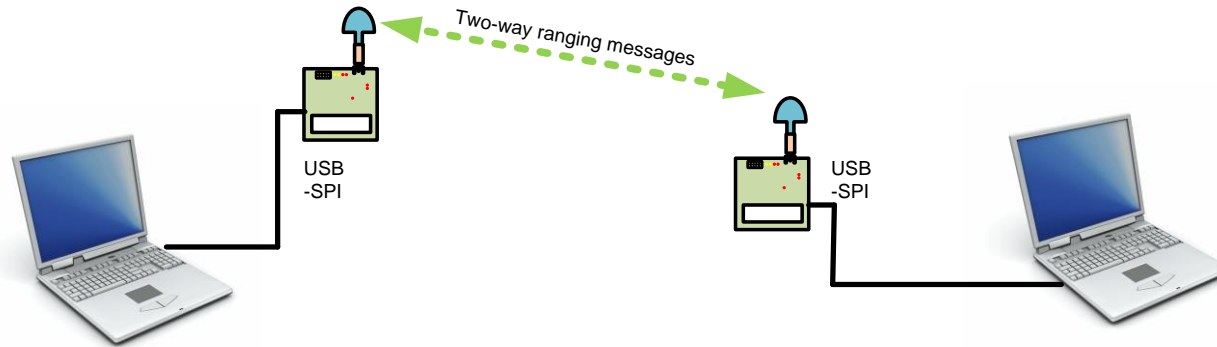 Two-way ranging messages
USB
-SPI
USB
-SPI